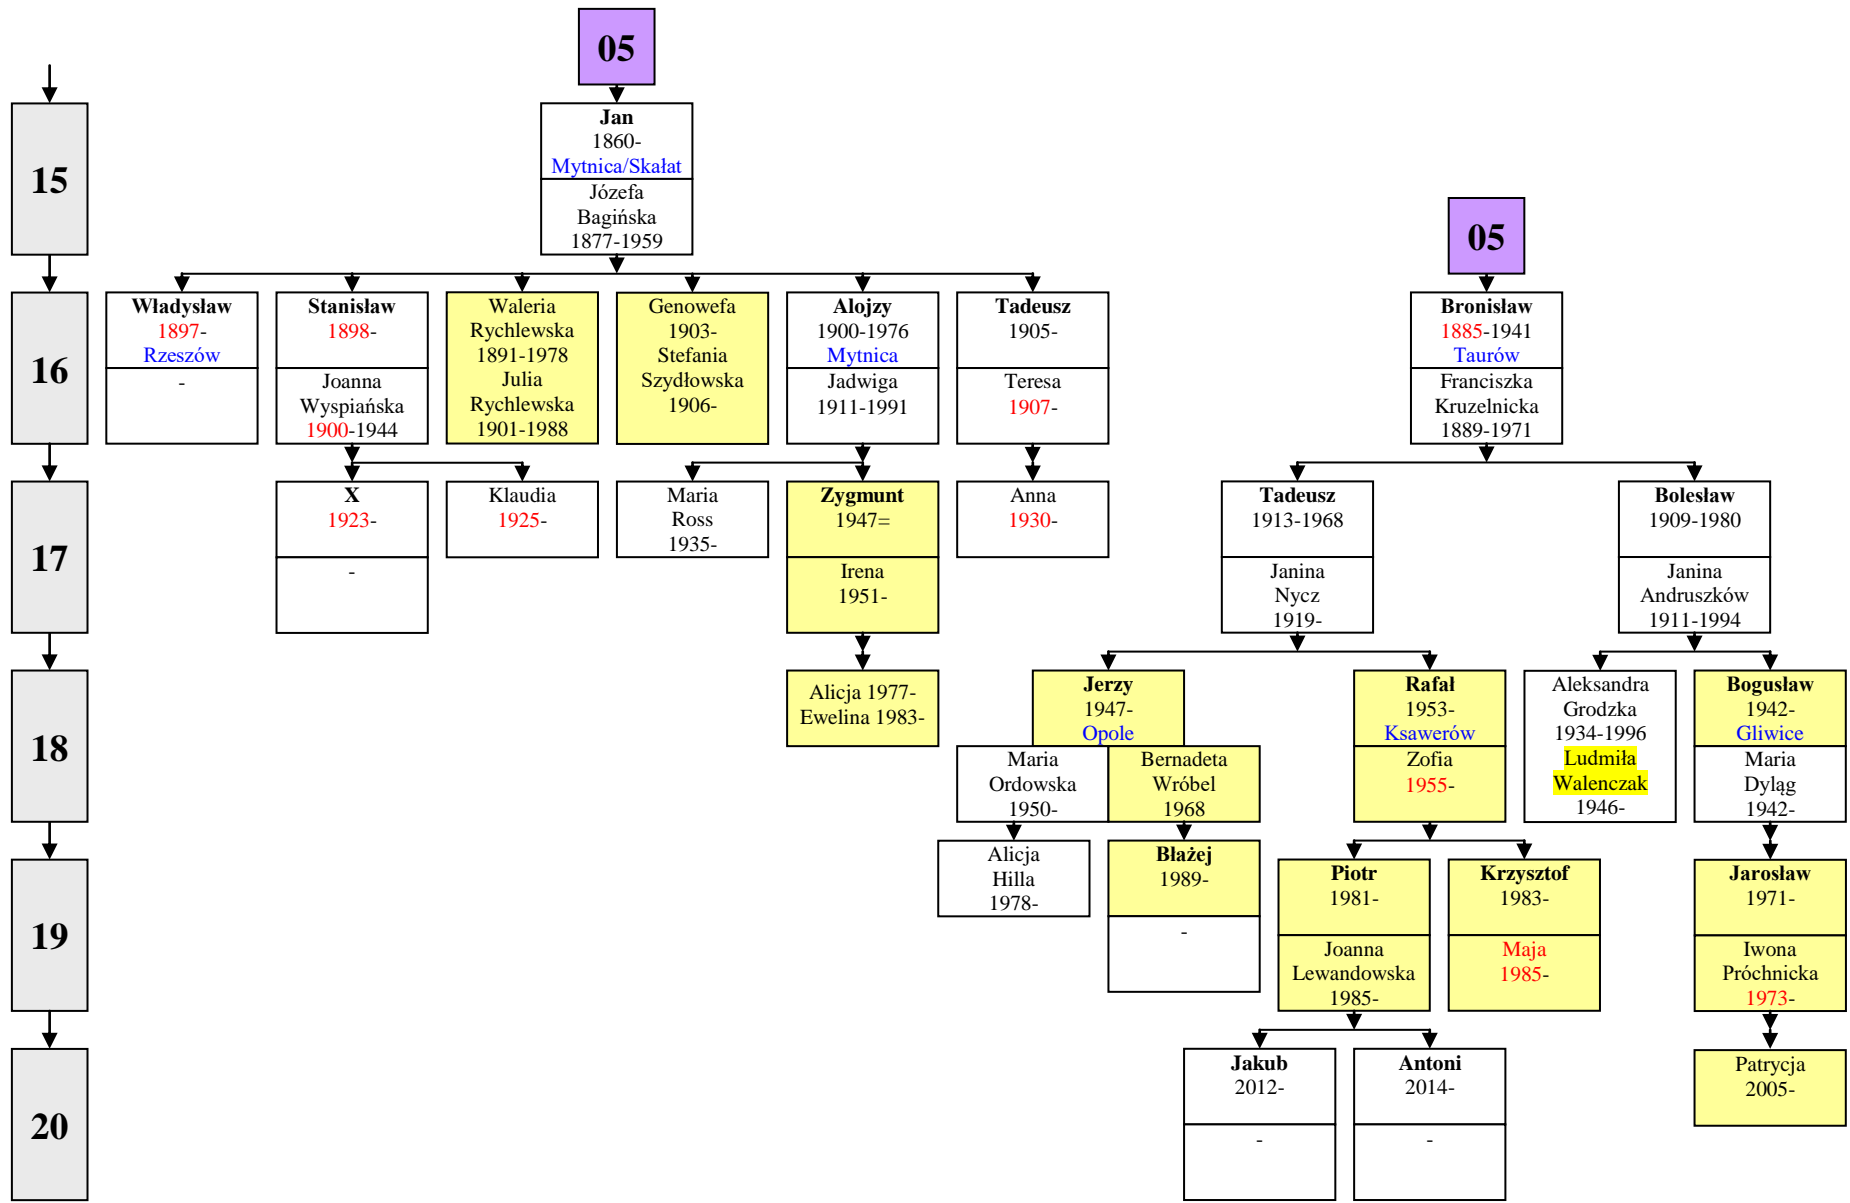 05
15
Jan
1860-
Mytnica/Skałat
Józefa
Bagińska
1877-1959
05
16
Władysław
1897-
Rzeszów
-
Stanisław
1898-
Joanna
Wyspiańska
1900-1944
Waleria
Rychlewska
1891-1978
Julia
Rychlewska
1901-1988
Genowefa
1903-
Stefania
Szydłowska
1906-
Alojzy
1900-1976
Mytnica
Jadwiga
1911-1991
Tadeusz
1905-
Teresa
1907-
Bronisław
1885-1941
Taurów
Franciszka
Kruzelnicka
1889-1971
17
X
1923-
-
Klaudia
1925-
Maria
Ross
1935-
Zygmunt
1947=
Irena
1951-
Anna
1930-
Tadeusz
1913-1968
Janina
Nycz
1919-
Bolesław
1909-1980
Janina
Andruszków
1911-1994
18
Alicja 1977-
Ewelina 1983-
Jerzy
1947-
Opole
Maria
Ordowska
1950-
Bernadeta
Wróbel
1968
Rafał
1953-
Ksawerów
Zofia
1955-
Aleksandra
Grodzka
1934-1996
Ludmiła
Walenczak
1946-
Bogusław
1942-
Gliwice
Maria
Dyląg
1942-
19
Alicja
Hilla
1978-
Błażej
1989-
-
Piotr
1981-
Joanna
Lewandowska
1985-
Krzysztof
1983-
Maja
1985-
Jarosław
1971-
Iwona
Próchnicka
1973-
20
Jakub
2012-
-
Antoni
2014-
-
Patrycja
2005-